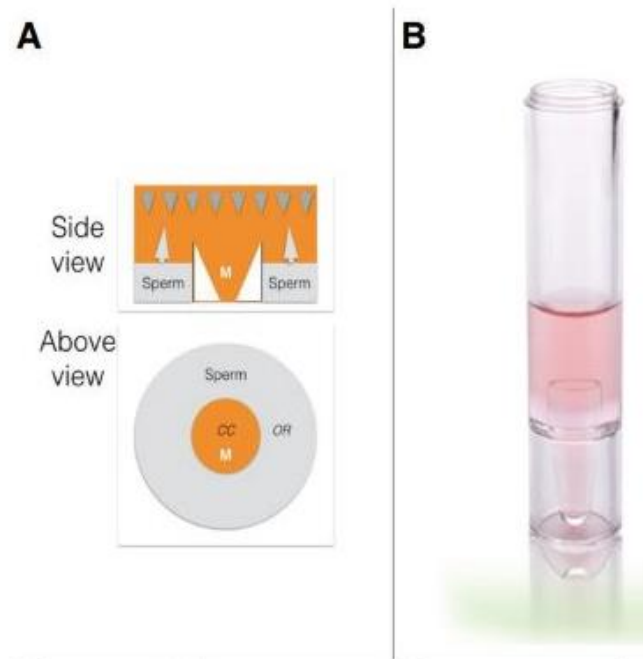 A
B
Side
view
M
Sperm
Sperm
Above
view
Sperm
CC
OR
M